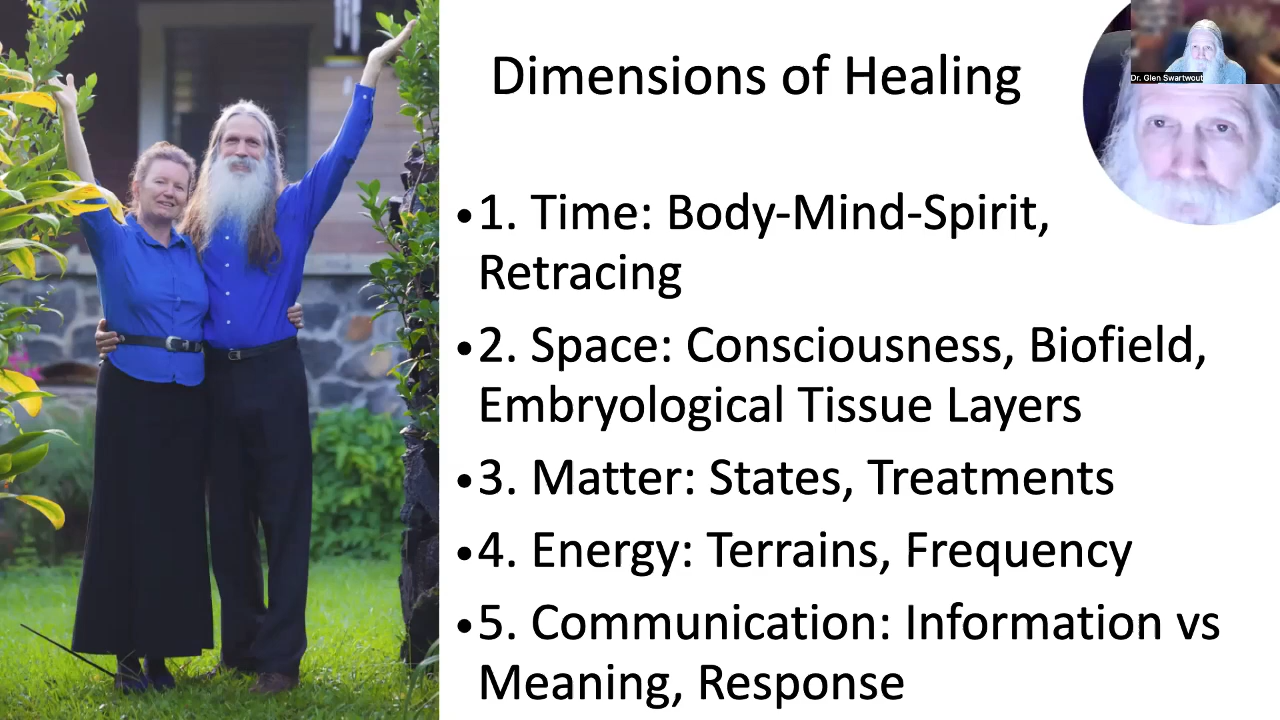 Dimensions of Healing
Dr. Glen Swartwout
•1. Time: Body-Mind-Spirit,
Retracing
•2. Space: Consciousness, Biofield,
Embryological Tissue Layers
•3. Matter: States, Treatments
•4. Energy: Terrains, Frequency
•5. Communication: Information vs
Meaning, Response